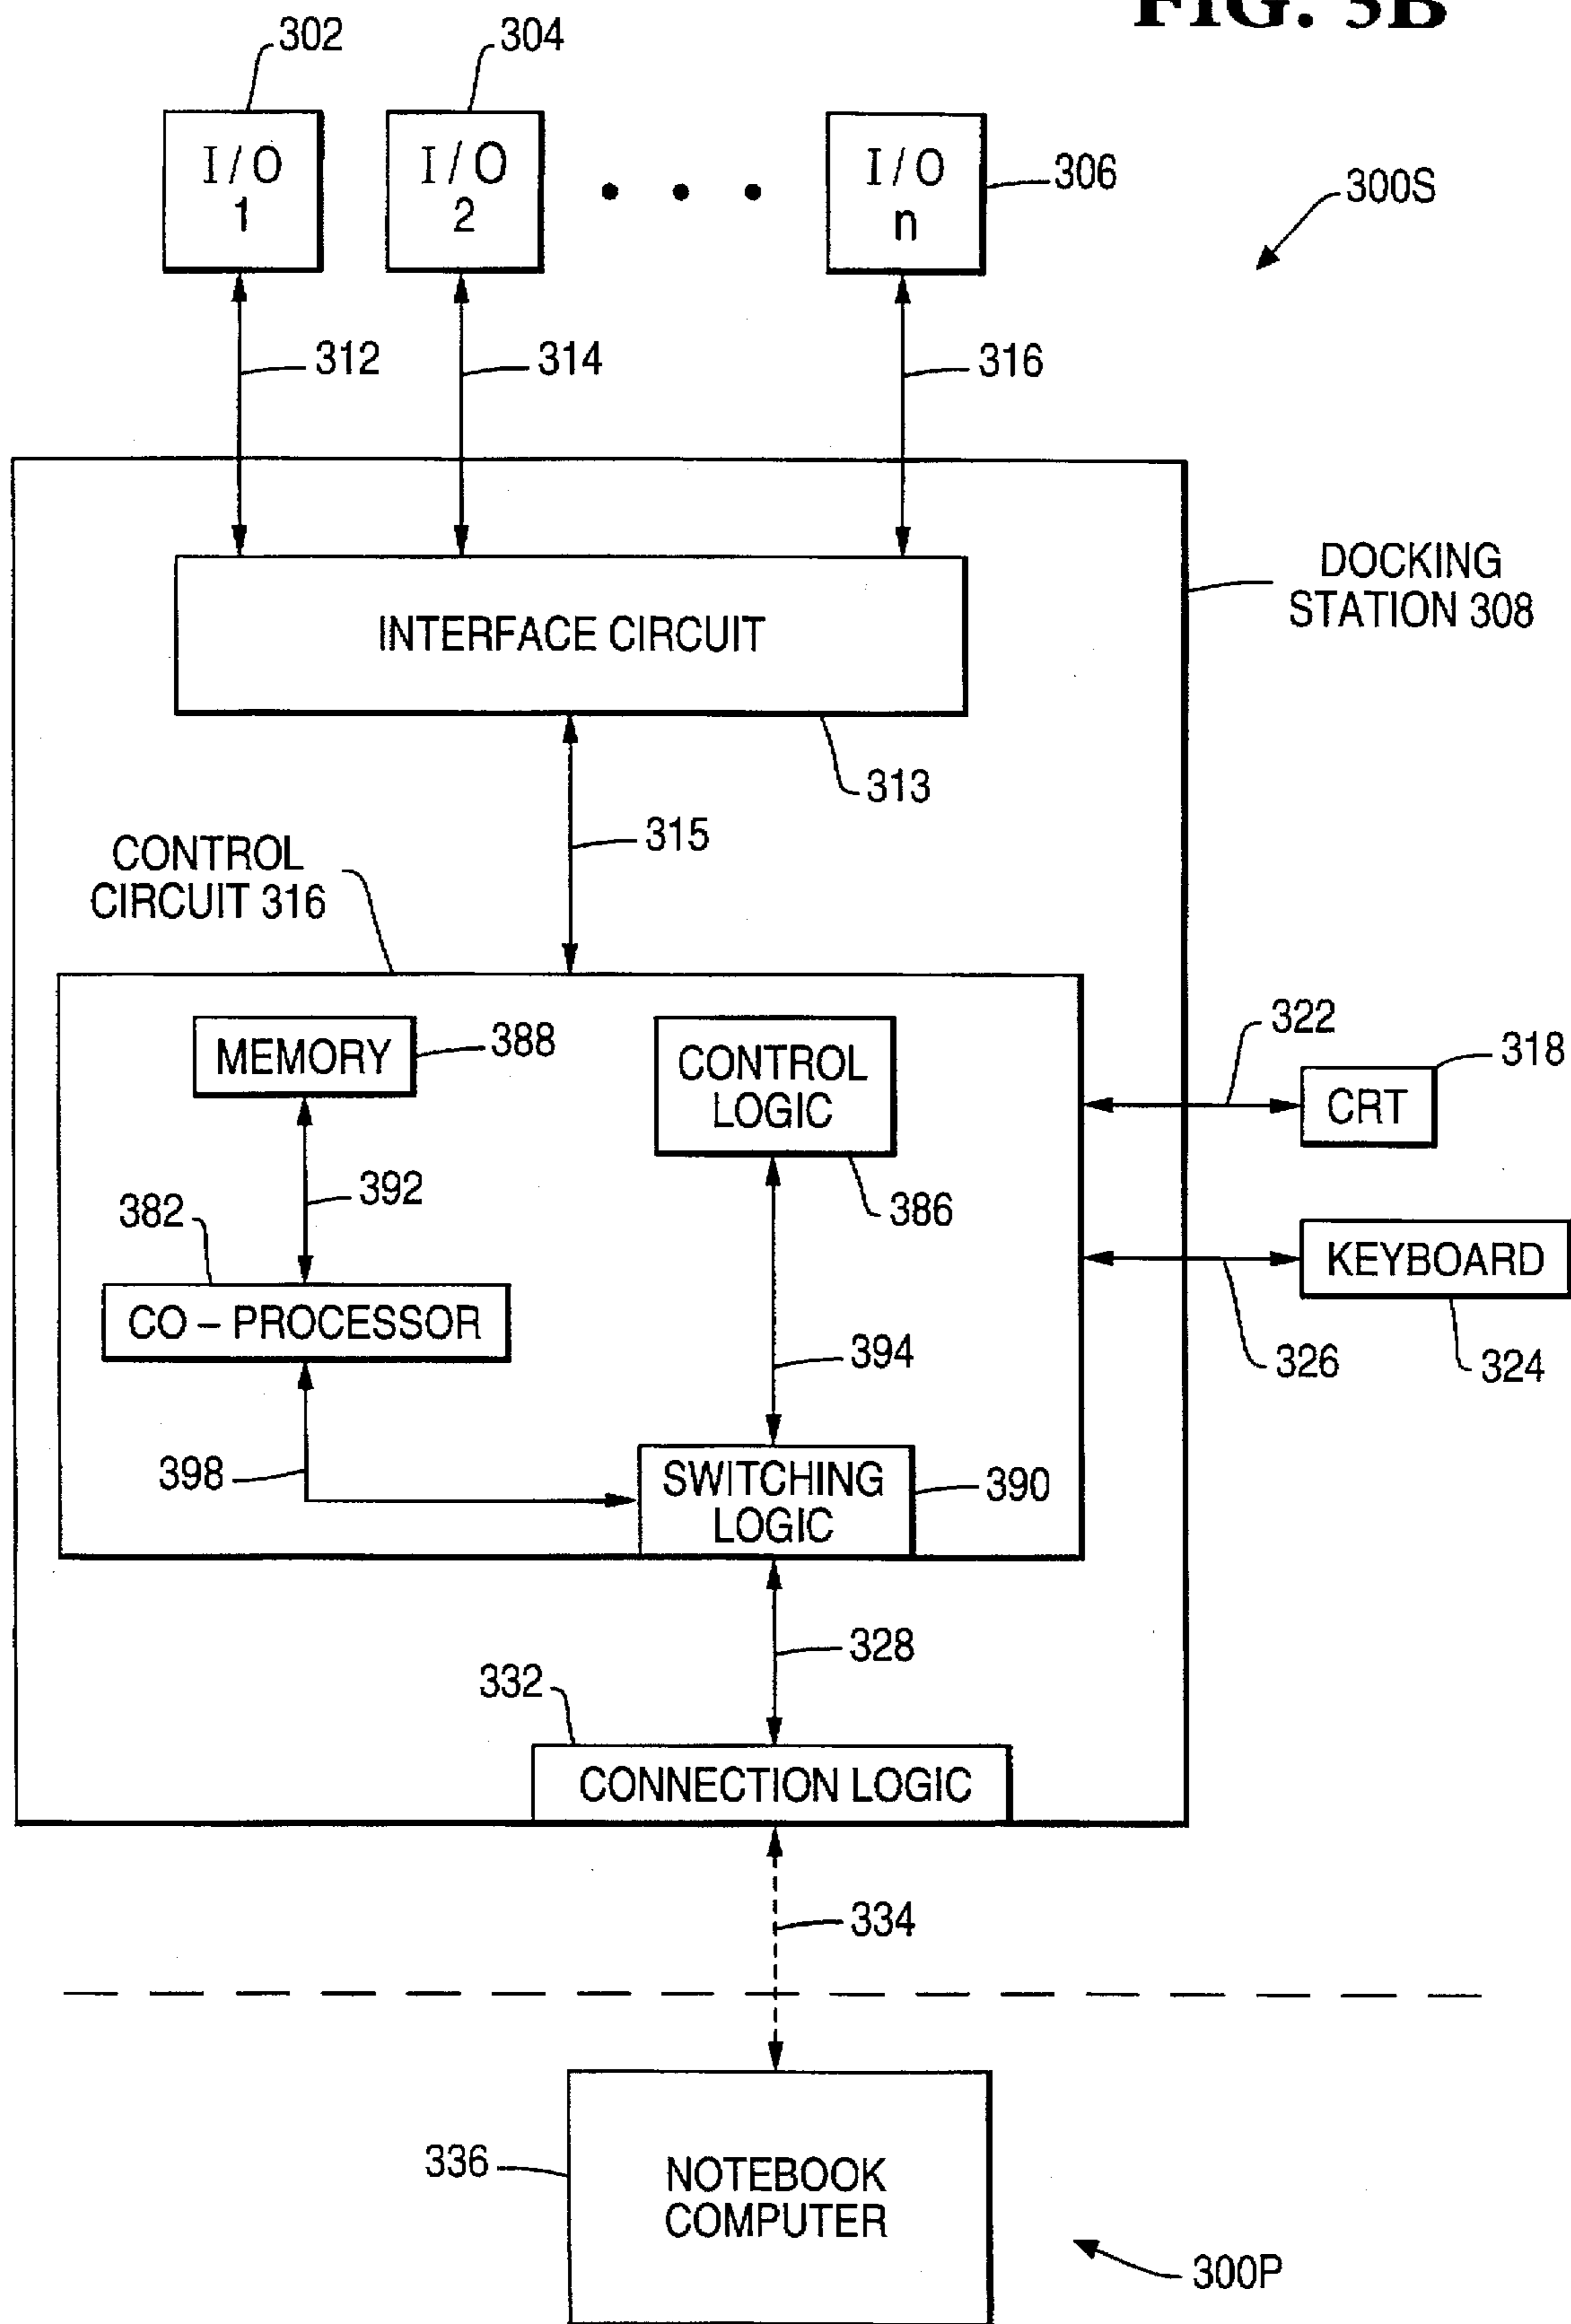 FIG. 3B
302
304
I/O
1
I/O
2
I/O
n
306
300S
312
314
316
DOCKING
STATION 308
INTERFACE CIRCUIT
313
315
CONTROL
CIRCUIT 316
MEMORY
388
CONTROL
LOGIC
322
318
CRT
392
382
386
KEYBOARD
CO – PROCESSOR
394
326
324
398
SWITCHING
LOGIC
390
328
332
CONNECTION LOGIC
334
336
NOTEBOOK
COMPUTER
300P